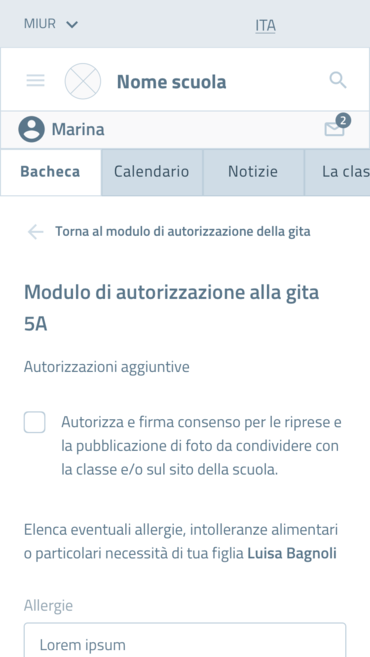 MIUR
ITA
Nome scuola
Marina
2
Bacheca
Calendario
Notizie
La clas
Torna al modulo di autorizzazione della gita
Modulo di autorizzazione alla gita
5A
Autorizzazioni aggiuntive
Autorizza e firma consenso per le riprese e
la pubblicazione di foto da condividere con
la classe e/o sul sito della scuola.
Elenca eventuali allergie, intolleranze alimentari
o particolari necessità di tua figlia Luisa Bagnoli
Allergie
Lorem ipsum